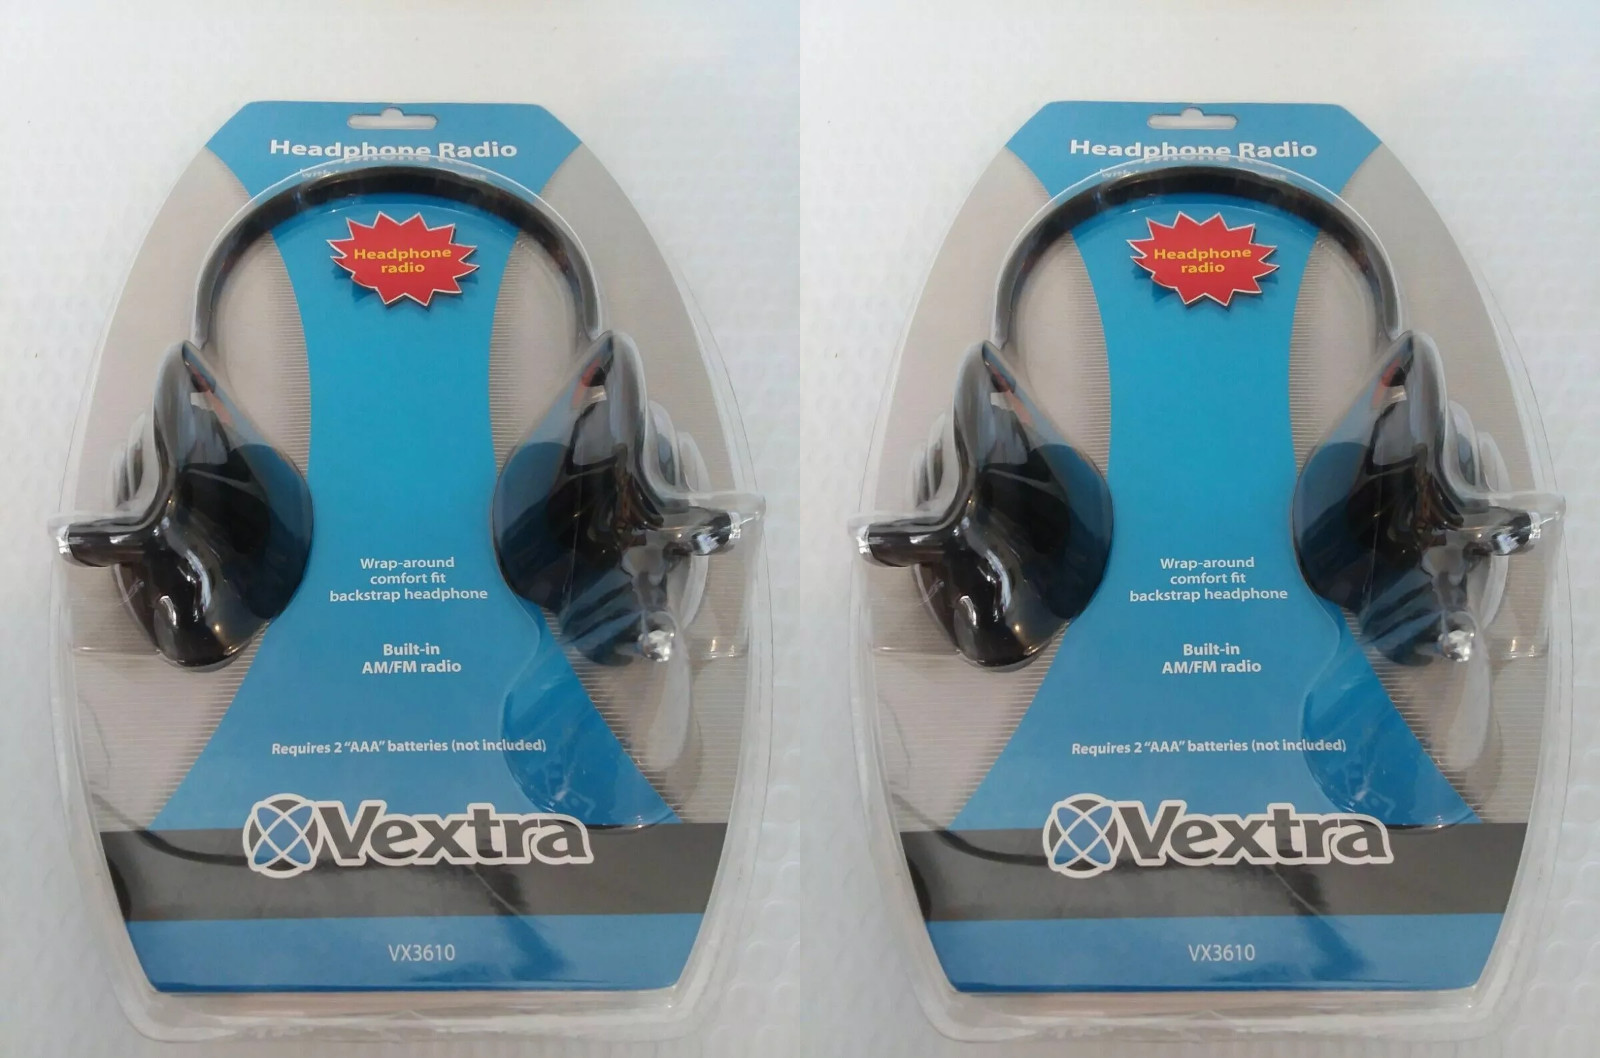 Headphone Radio
with
Headphone
radio
Wrap-around
comfort fit
backstrap headphone
Built-in
AM/FM radio
Requires 2 "AAA" batteries (not included)
Vextra
VX3610
Headphone Radio
with
Headphone
radio
Wrap-around
comfort fit
backstrap headphone
Built-in
AM/FM radio
Requires 2 "AAA" batteries (not included)
Vextra
VX3610